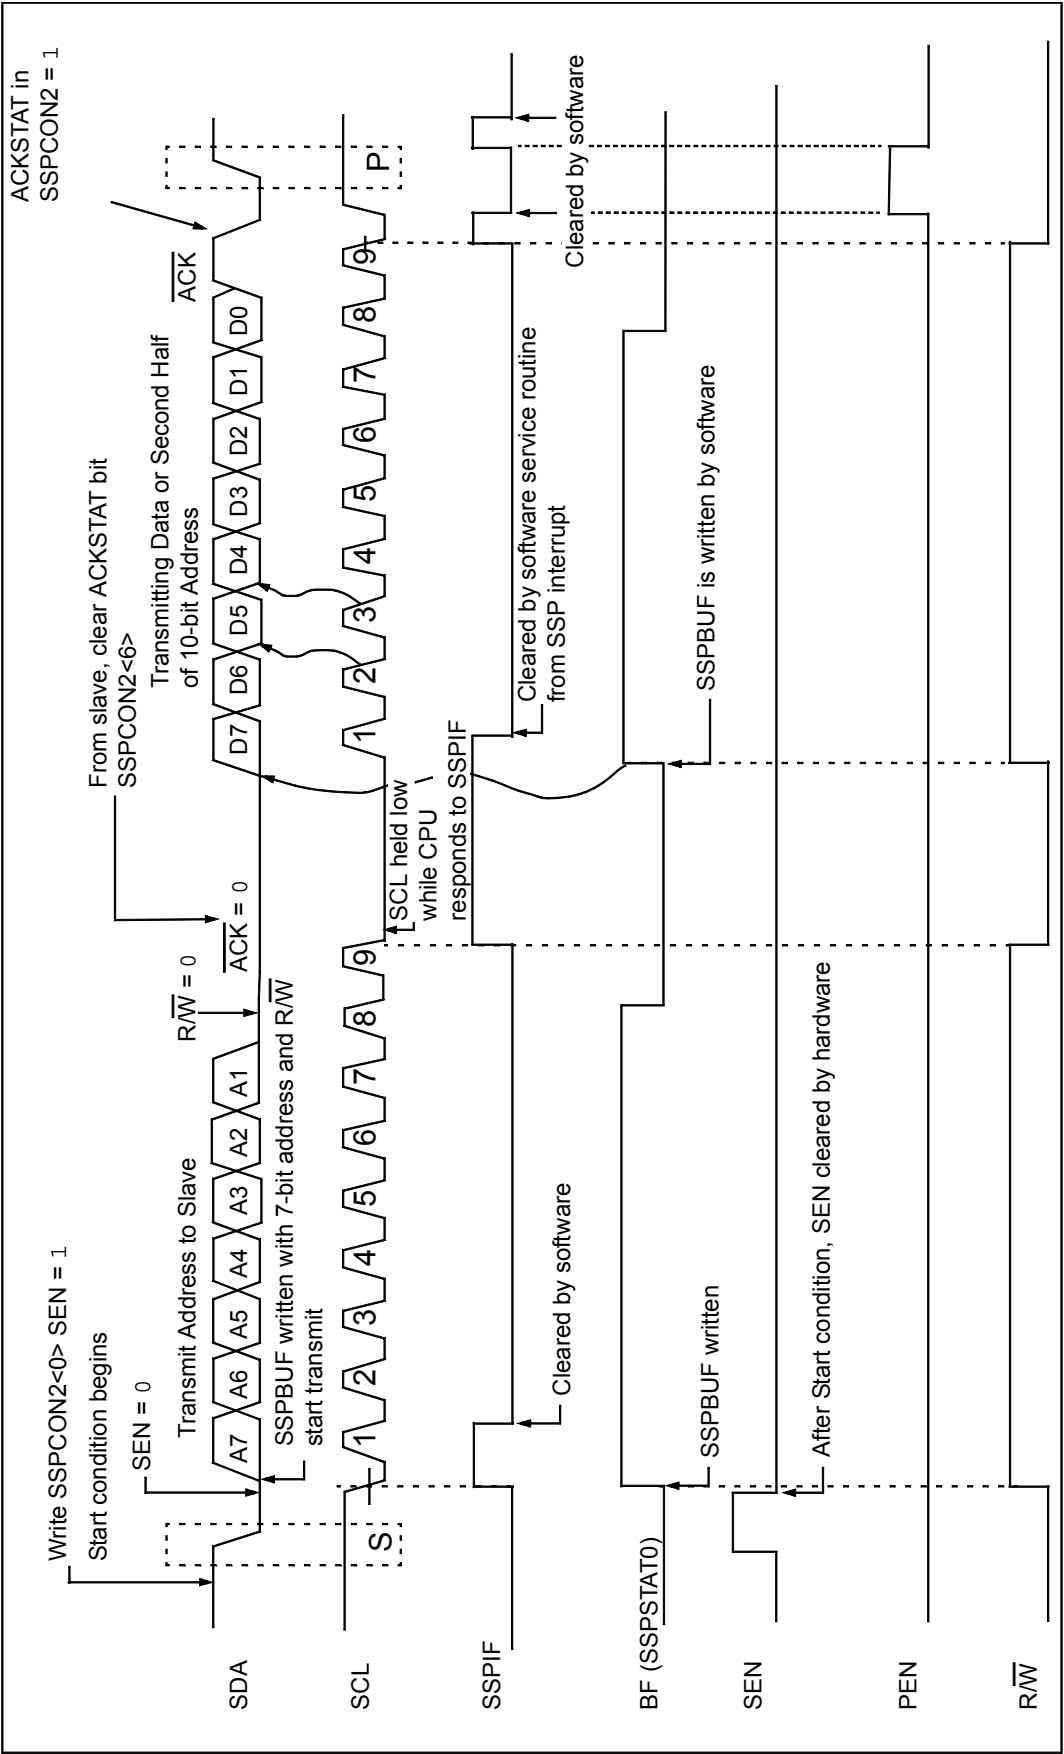 Write SSPCON2<0> SEN = 1
Start condition begins
SEN = 0
Transmit Address to Slave
R/W = 0
From slave, clear ACKSTAT bit
SSPCON2<6>
ACK = 0
Transmitting Data or Second Half
of 10-bit Address
ACK
ACKSTAT in
SSPCON2 = 1
SDA
A7 A6 A5 A4 A3 A2 A1
D7 D6 D5 D4 D3 D2 D1 D0
SSPBUF written with 7-bit address and R/W
start transmit
SCL
S
1 2 3 4 5 6 7 8 9
1 2 3 4 5 6 7 8 9
P
SCL held low
while CPU
responds to SSPIF
SSPIF
Cleared by software
Cleared by software service routine
from SSP interrupt
Cleared by software
BF (SSPSTAT0)
SSPBUF written
SSPBUF is written by software
SEN
After Start condition, SEN cleared by hardware
PEN
R/W